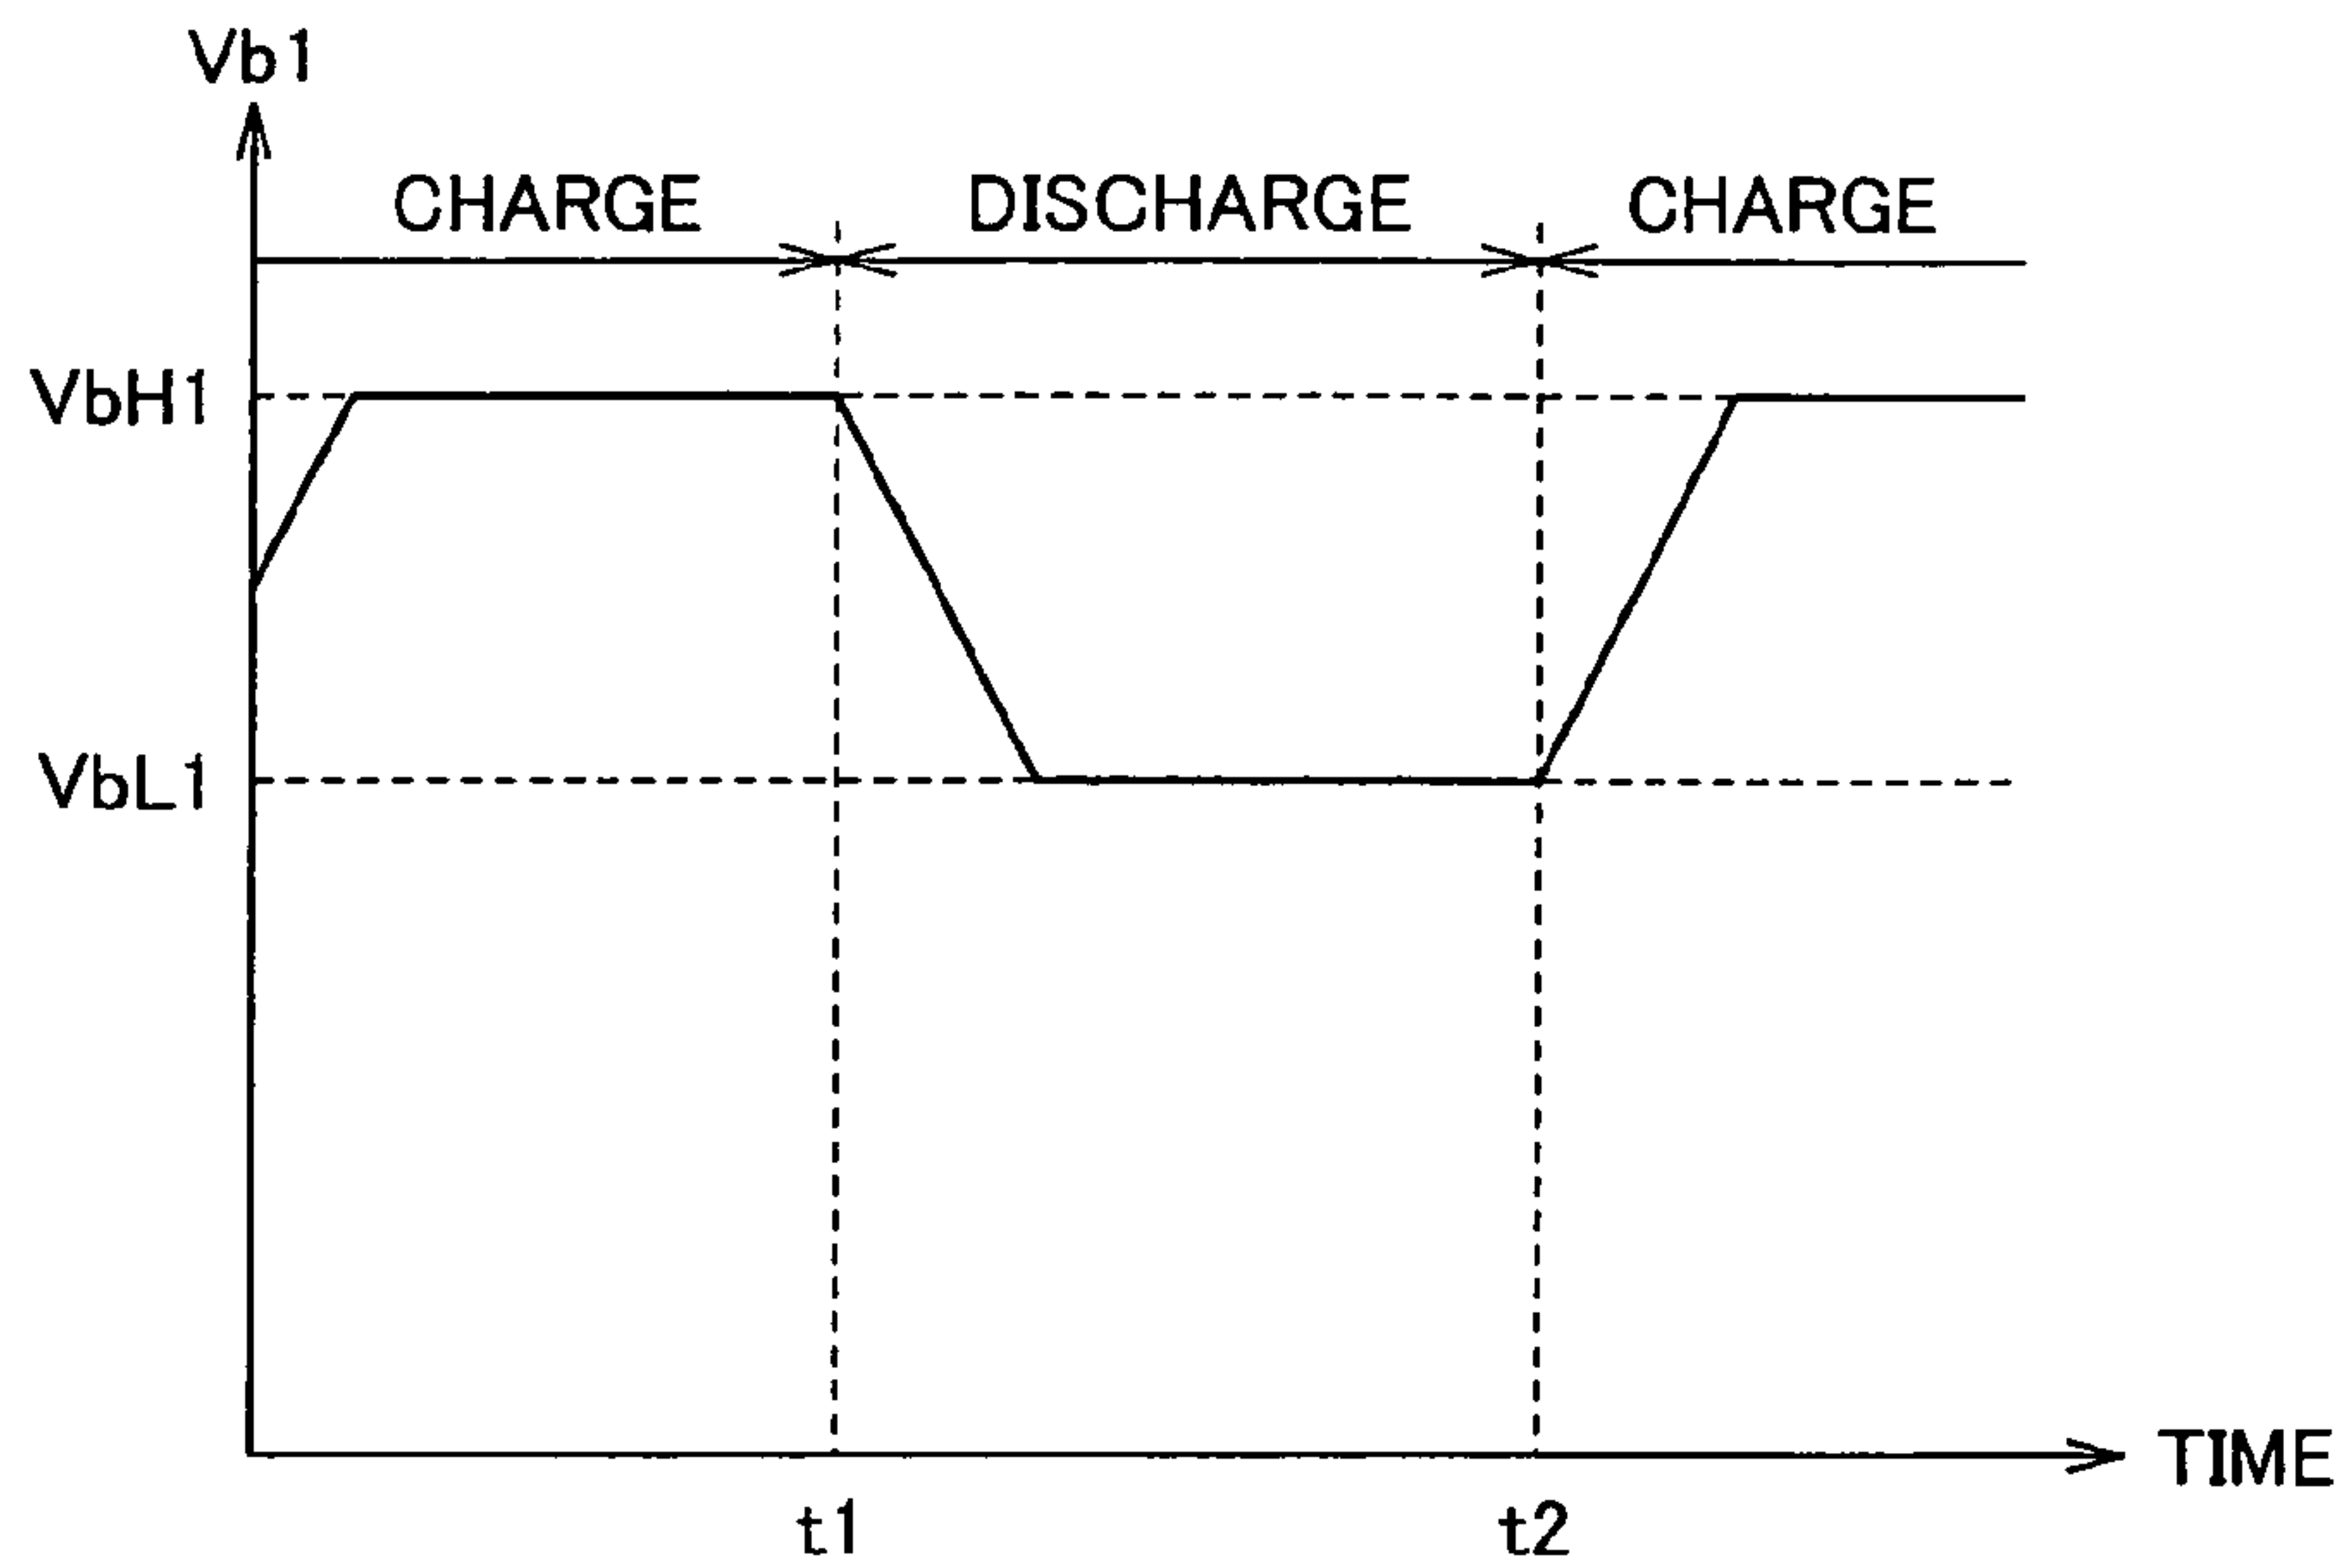 Vb1
CHARGE DISCHARGE CHARGE
VbH1
VbL1
TIME
t1 t2